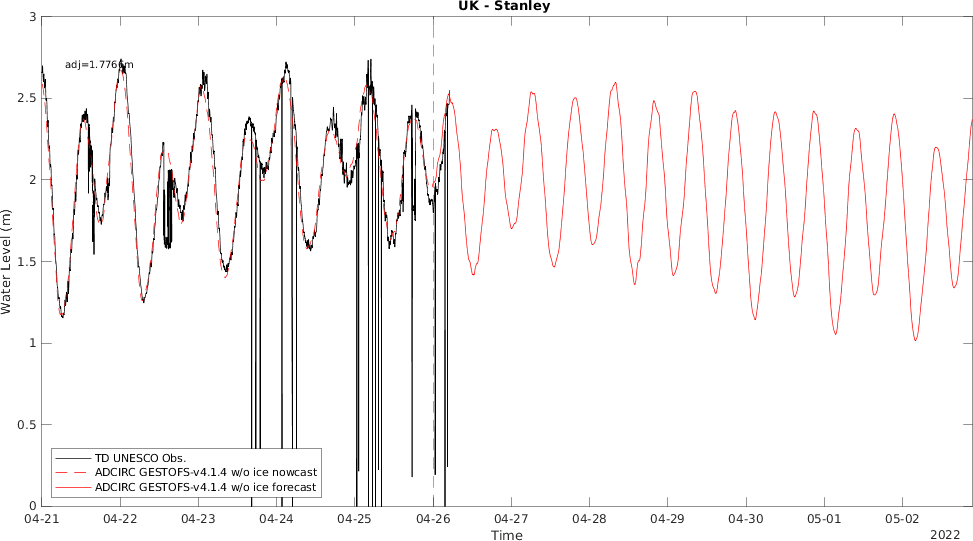 UK - Stanley
adj=1.7766m
3
2.5
2
1.5
1
0.5
0
Water Level (m)
TD UNESCO Obs.
ADCIRC GESTOFS-v4.1.4 w/o ice nowcast
ADCIRC GESTOFS-v4.1.4 w/o ice forecast
04-21 04-22 04-23 04-24 04-25 04-26 04-27 04-28 04-29 04-30 05-01 05-02
Time
2022